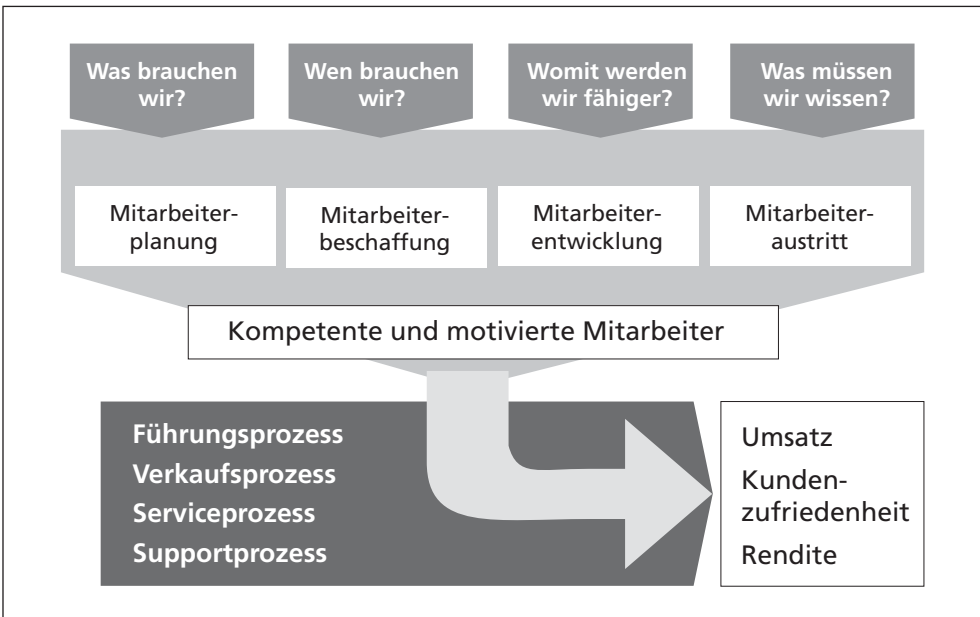 Was brauchen
wir?
Wen brauchen
wir?
Womit werden
wir fähiger?
Was müssen
wir wissen?
Mitarbeiter-
planung
Mitarbeiter-
beschaffung
Mitarbeiter-
entwicklung
Mitarbeiter-
austritt
Kompetente und motivierte Mitarbeiter
Führungsprozess
Verkaufsprozess
Serviceprozess
Supportprozess
Umsatz
Kunden-
zufriedenheit
Rendite